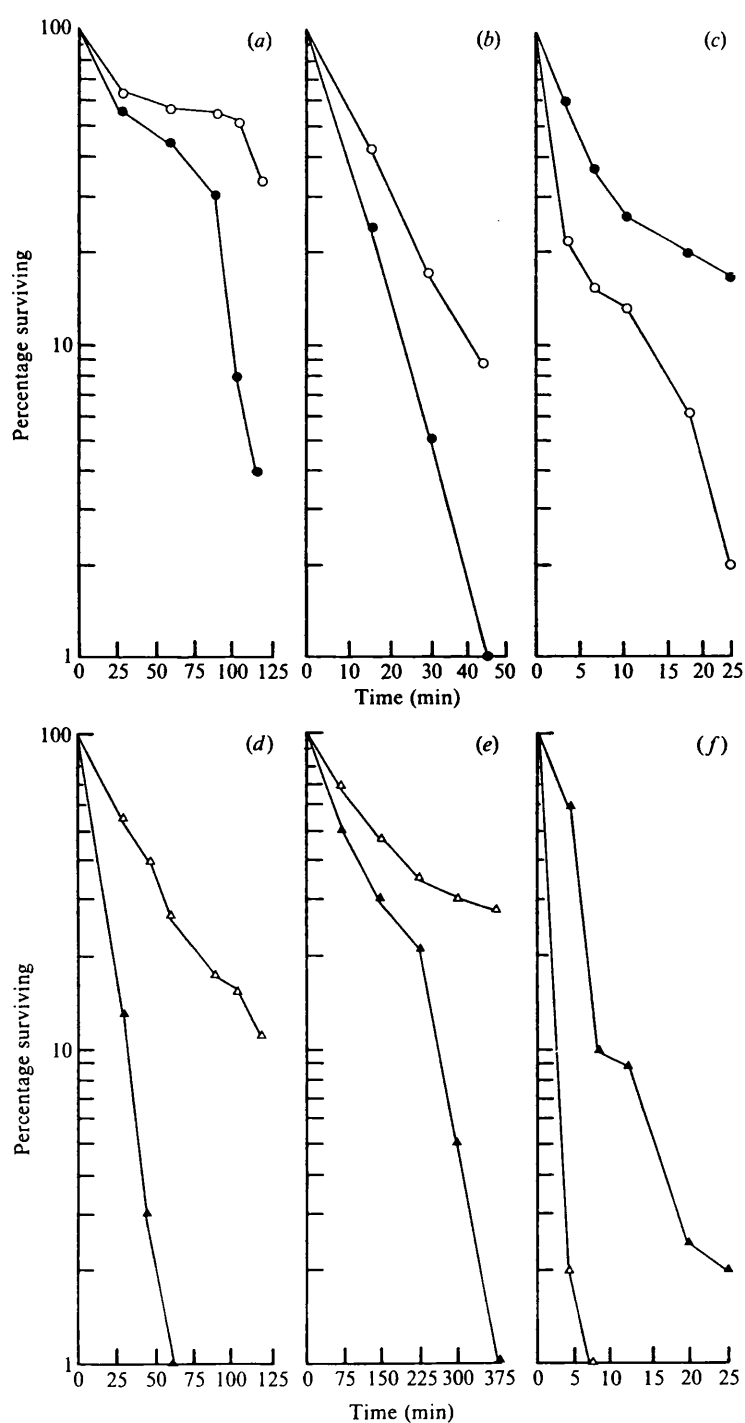 (a) (b) (c)
100
10
1
Percentage surviving
0 25 50 75 100 125
0 10 20 30 40 50
0 5 10 15 20 25
Time (min)
(d) (e) (f)
100
10
1
Percentage surviving
0 25 50 75 100 125
0 75 150 225 300 375
0 5 10 15 20 25
Time (min)